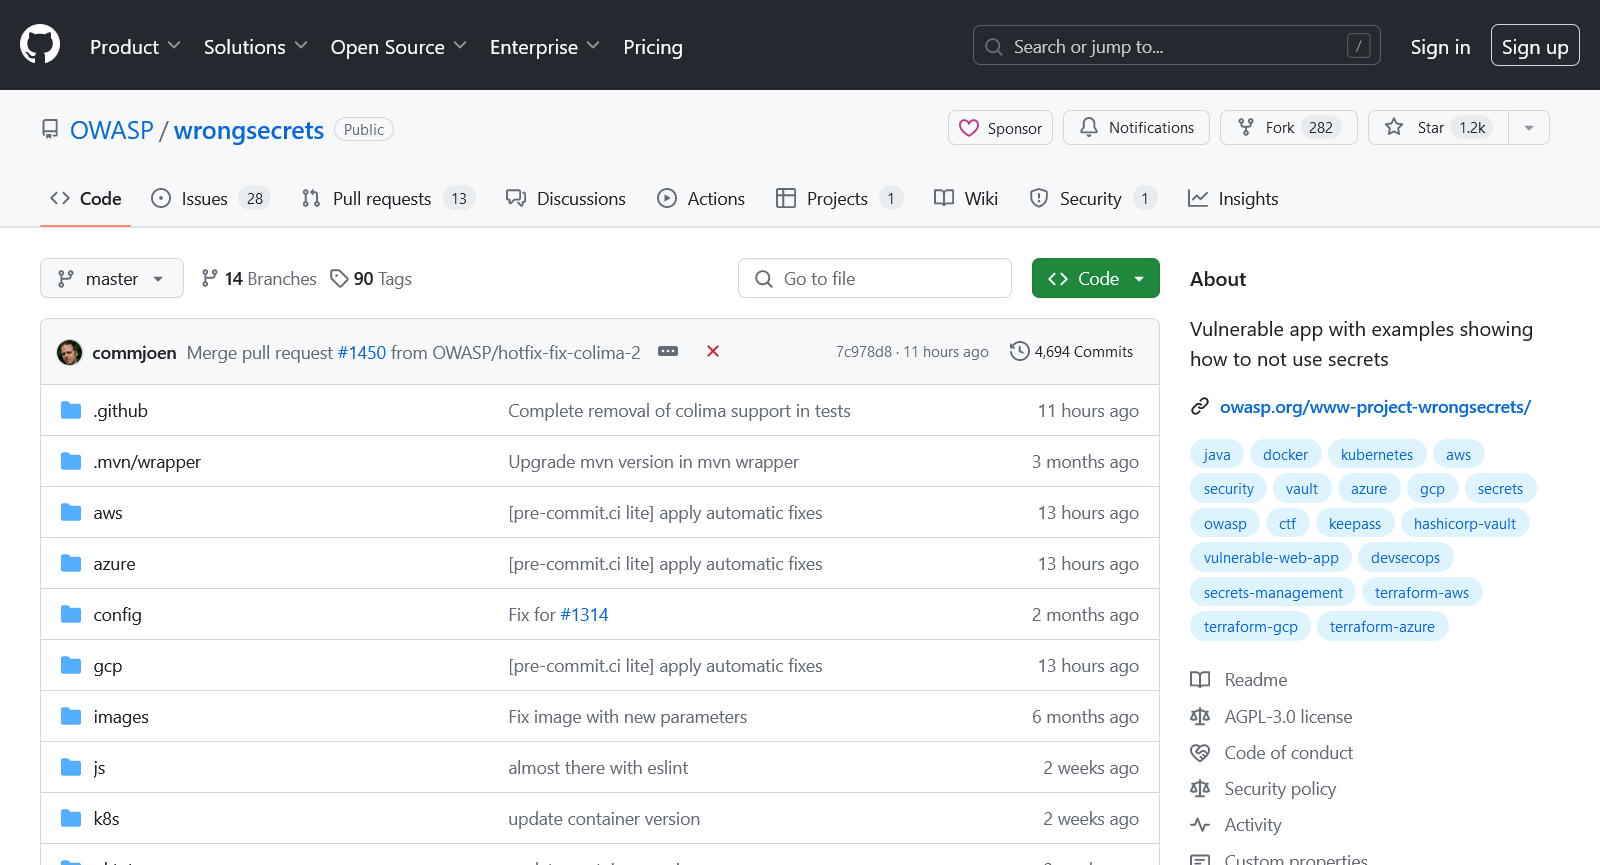 Product Solutions Open Source Enterprise Pricing Search or jump to... / Sign in Sign up
OWASP / wrongsecrets Public Sponsor Notifications Fork 282 Star 1.2k
Code Issues 28 Pull requests 13 Discussions Actions Projects 1 Wiki Security 1 Insights
master 14 Branches 90 Tags Go to file Code
commjoen Merge pull request #1450 from OWASP/hotfix-fix-colima-2 7c978d8 · 11 hours ago 4,694 Commits
.github Complete removal of colima support in tests 11 hours ago
.mvn/wrapper Upgrade mvn version in mvn wrapper 3 months ago
aws [pre-commit.ci lite] apply automatic fixes 13 hours ago
azure [pre-commit.ci lite] apply automatic fixes 13 hours ago
config Fix for #1314 2 months ago
gcp [pre-commit.ci lite] apply automatic fixes 13 hours ago
images Fix image with new parameters 6 months ago
js almost there with eslint 2 weeks ago
k8s update container version 2 weeks ago
About
Vulnerable app with examples showing
how to not use secrets
owasp.org/www-project-wrongsecrets/
java docker kubernetes aws
security vault azure gcp secrets
owasp ctf keepass hashicorp-vault
vulnerable-web-app devsecops
secrets-management terraform-aws
terraform-gcp terraform-azure
Readme
AGPL-3.0 license
Code of conduct
Security policy
Activity
Custom properties